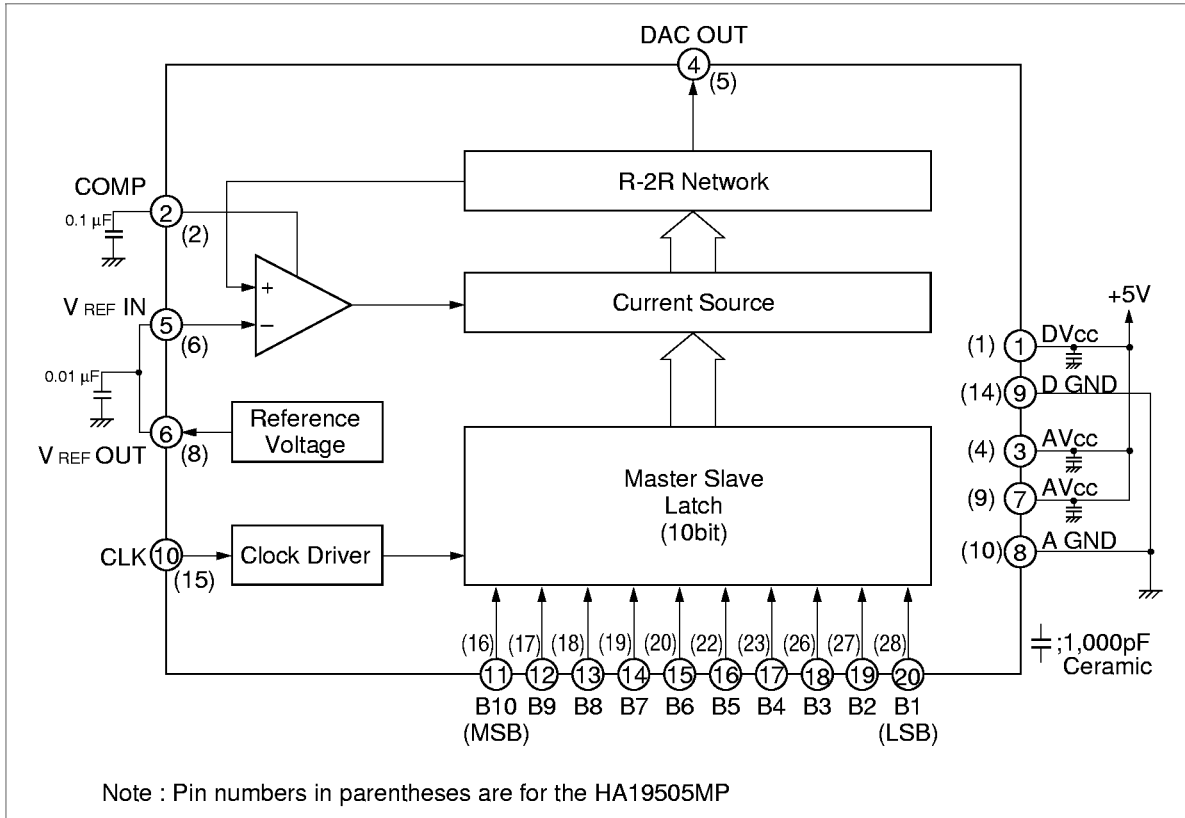 DAC OUT
4
(5)
R-2R Network
COMP
0.1 µF
2
(2)
+
−
Current Source
V REF IN
5
(6)
0.01 µF
6
(8)
V REF OUT
Reference
Voltage
Master Slave
Latch
(10bit)
CLK
10
(15)
Clock Driver
+5V
(1) 1 DVcc
(14) 9 D GND
(4) 3 AVcc
(9) 7 AVcc
(10) 8 A GND
;1,000pF
Ceramic
(16) (17) (18) (19) (20) (22) (23) (26) (27) (28)
11 12 13 14 15 16 17 18 19 20
B10 B9 B8 B7 B6 B5 B4 B3 B2 B1
(MSB) (LSB)
Note : Pin numbers in parentheses are for the HA19505MP